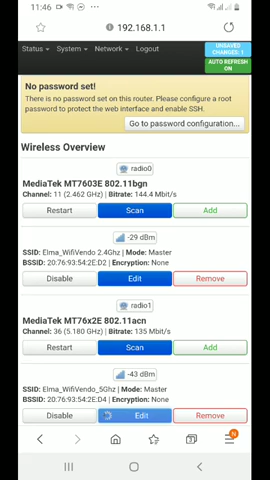 11:46
192.168.1.1
Status System Network Logout
UNSAVED CHANGES: 1
AUTO REFRESH ON
No password set!
There is no password set on this router. Please configure a root
password to protect the web interface and enable SSH.
Go to password configuration...
Wireless Overview
radio0
MediaTek MT7603E 802.11bgn
Channel: 11 (2.462 GHz) | Bitrate: 144.4 Mbit/s
Restart Scan Add
-29 dBm
SSID: Elma_WifiVendo 2.4Ghz | Mode: Master
BSSID: 20:76:93:54:2E:D2 | Encryption: None
Disable Edit Remove
radio1
MediaTek MT76x2E 802.11acn
Channel: 36 (5.180 GHz) | Bitrate: 135 Mbit/s
Restart Scan Add
-43 dBm
SSID: Elma_WifiVendo_5Ghz | Mode: Master
BSSID: 20:76:93:54:2E:D4 | Encryption: None
Disable Edit Remove